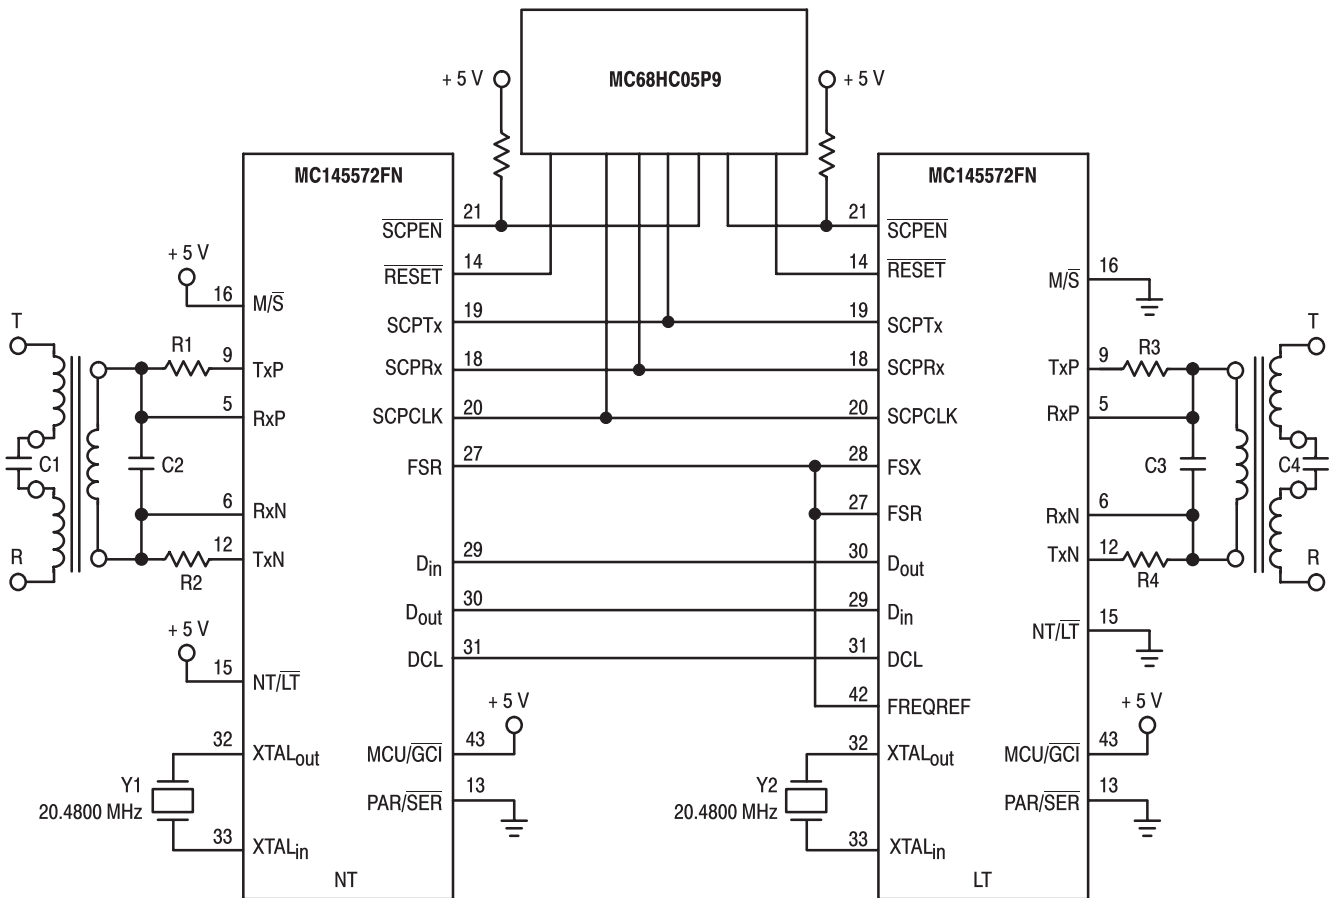 MC68HC05P9
+ 5 V
+ 5 V
MC145572FN
SCPEN
21
RESET
14
SCPTx
19
SCPRx
18
SCPCLK
20
FSR
27
Din
29
Dout
30
DCL
31
MCU/GCI
43
+ 5 V
PAR/SER
13
+ 5 V
16
M/S
T
R1
9
TxP
5
RxP
C1
C2
6
RxN
12
TxN
R
R2
+ 5 V
15
NT/LT
32
XTALout
Y1
20.4800 MHz
33
XTALin
NT
MC145572FN
21
SCPEN
14
RESET
19
SCPTx
18
SCPRx
20
SCPCLK
28
FSX
27
FSR
30
Dout
29
Din
31
DCL
42
FREQREF
32
XTALout
Y2
20.4800 MHz
33
XTALin
M/S
16
T
TxP
9
R3
RxP
5
C3
C4
RxN
6
TxN
12
R4
R
NT/LT
15
+ 5 V
MCU/GCI
43
PAR/SER
13
LT